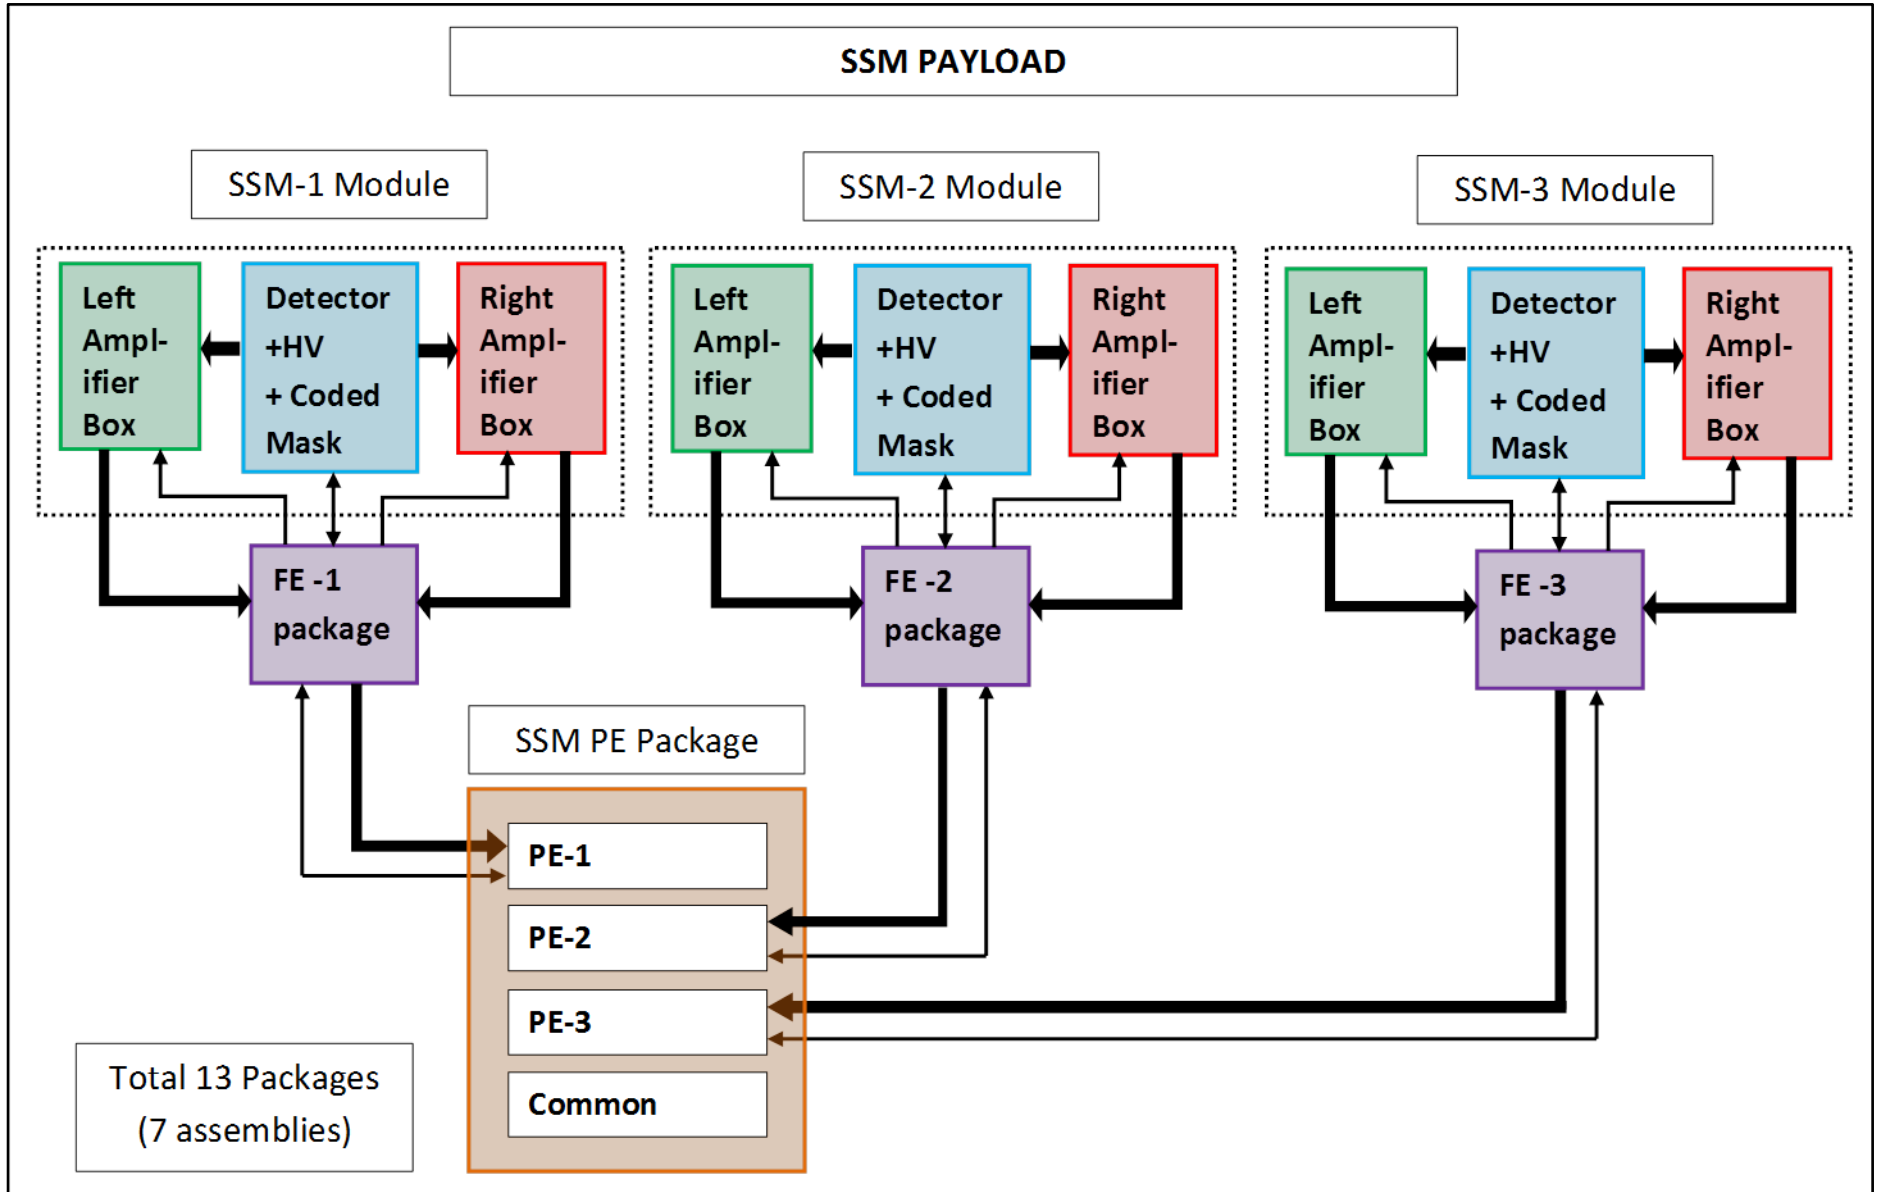 SSM PAYLOAD
SSM-1 Module
SSM-2 Module
SSM-3 Module
Left
Ampl-
ifier
Box
Detector
+HV
+ Coded
Mask
Right
Ampl-
ifier
Box
Left
Ampl-
ifier
Box
Detector
+HV
+ Coded
Mask
Right
Ampl-
ifier
Box
Left
Ampl-
ifier
Box
Detector
+HV
+ Coded
Mask
Right
Ampl-
ifier
Box
FE -1
package
FE -2
package
FE -3
package
SSM PE Package
PE-1
PE-2
PE-3
Common
Total 13 Packages
(7 assemblies)